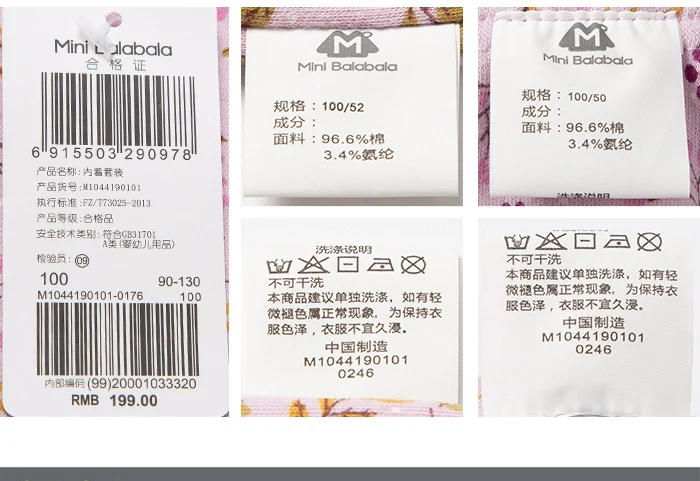 Mini Balabala
合格证
6 915503 290978
产品名称:内着套装
产品货号:M1044190101
执行标准:FZ/T73025-2013
产品等级:合格品
安全技术类别:符合GB31701
A类(婴幼儿用品)
检验员: 09
100 90-130
M1044190101-0176 100
内部编码 (99)20001033320
RMB 199.00
Mini Balabala
规格：100/52
成分：
面料：96.6%棉
3.4%氨纶
Mini Balabala
规格：100/50
成分：
面料：96.6%棉
3.4%氨纶
洗涤说明
洗涤说明
不可干洗
本商品建议单独洗涤，如有轻
微褪色属正常现象，为保持衣
服色泽，衣服不宜久浸。
中国制造
M1044190101
0246
不可干洗
本商品建议单独洗涤，如有轻
微褪色属正常现象，为保持衣
服色泽，衣服不宜久浸。
中国制造
M1044190101
0246